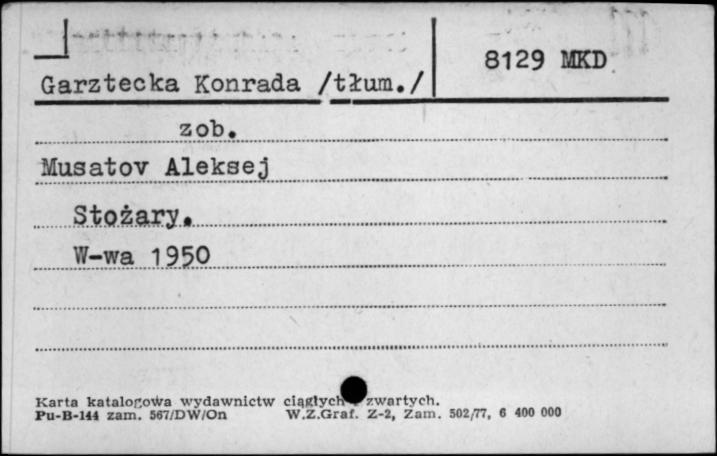 8129 MKD
Garztecka Konrada /tłum./
zob.
Musatov Aleksej
Stożary.
W-wa 1950
Karta katalogowa wydawnictw ciągłych i zwartych.
Pu-B-144 zam. 567/DW/On W.Z.Graf. Z-2, Zam. 502/77, 6 400 000